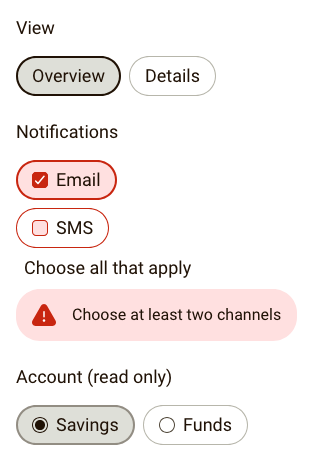 View
Overview Details
Notifications
Email
SMS
Choose all that apply
Choose at least two channels
Account (read only)
Savings Funds